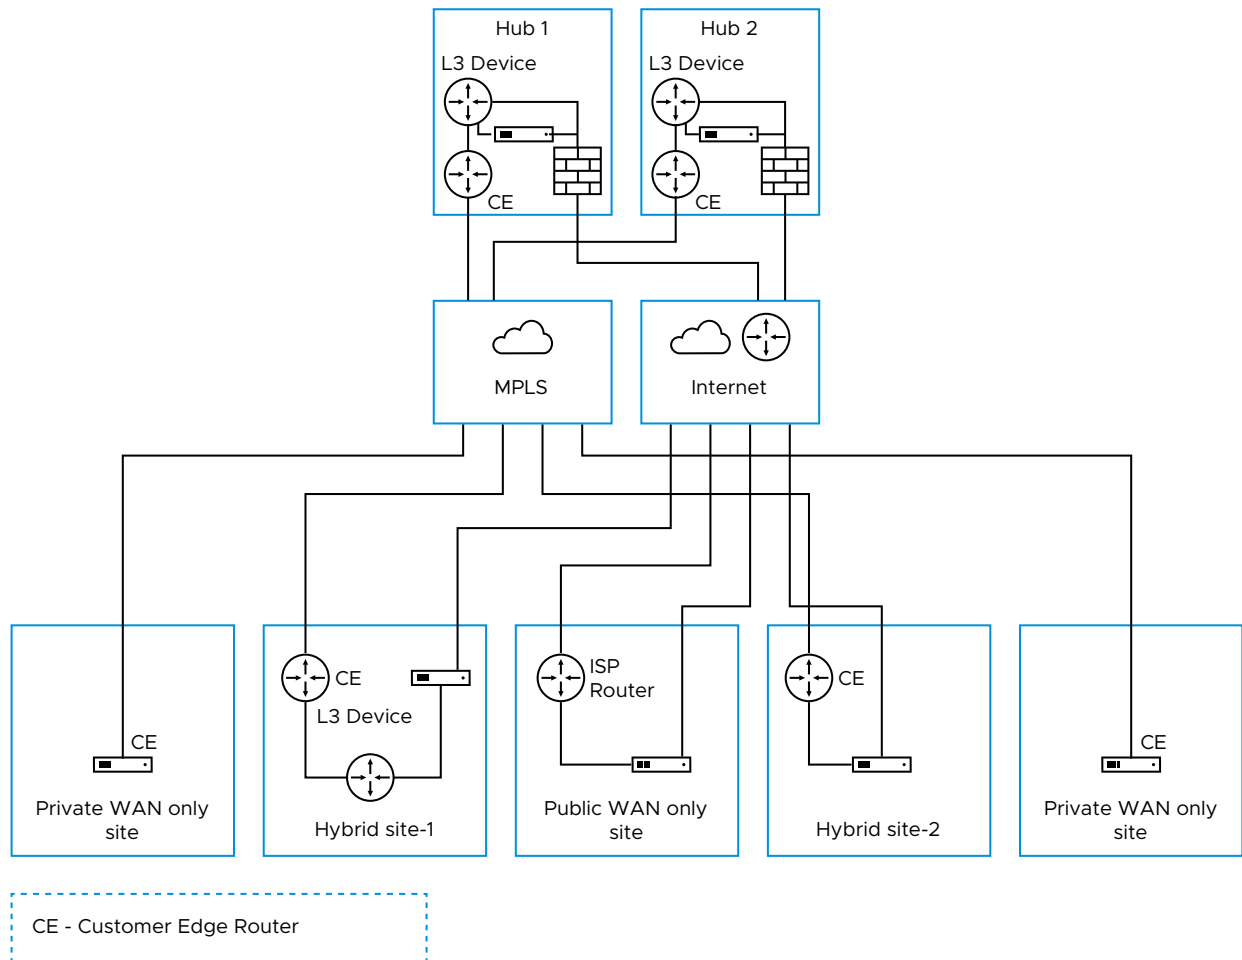 Hub 1
Hub 2
L3 Device
L3 Device
CE
CE
MPLS
Internet
CE
L3 Device
ISP
Router
CE
CE
CE
Private WAN only
site
Hybrid site-1
Public WAN only
site
Hybrid site-2
Private WAN only
site
CE - Customer Edge Router